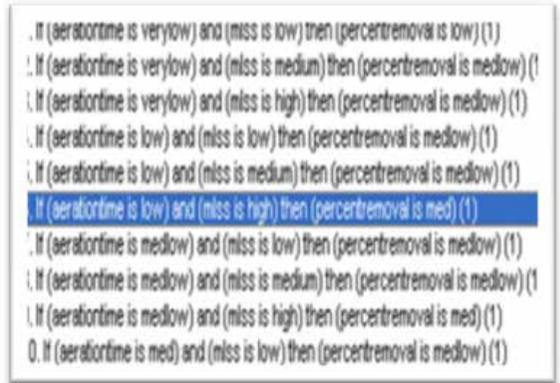 . If (aerationtime is verylow) and (mlss is low) then (percentremoval is low) (1)
. If (aerationtime is verylow) and (mlss is medium) then (percentremoval is medlow) (1
. If (aerationtime is verylow) and (mlss is high) then (percentremoval is medlow) (1)
. If (aerationtime is low) and (mlss is low) then (percentremoval is medlow) (1)
. If (aerationtime is low) and (mlss is medium) then (percentremoval is medlow) (1)
. If (aerationtime is low) and (mlss is high) then (percentremoval is med) (1)
. If (aerationtime is medlow) and (mlss is low) then (percentremoval is medlow) (1)
. If (aerationtime is medlow) and (mlss is medium) then (percentremoval is medlow) (1
. If (aerationtime is medlow) and (mlss is high) then (percentremoval is med) (1)
0. If (aerationtime is med) and (mlss is low) then (percentremoval is medlow) (1)